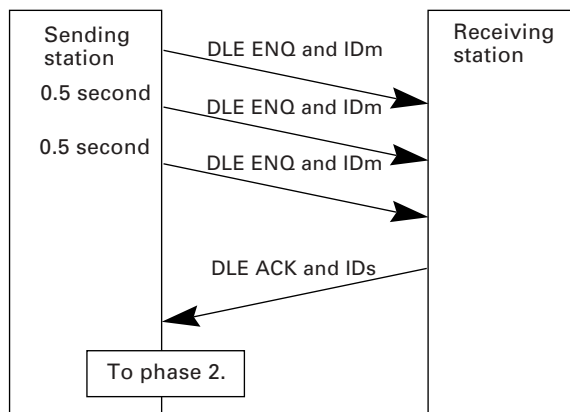 Sending
station
Receiving
station
DLE ENQ and IDm
0.5 second
DLE ENQ and IDm
0.5 second
DLE ENQ and IDm
DLE ACK and IDs
To phase 2.